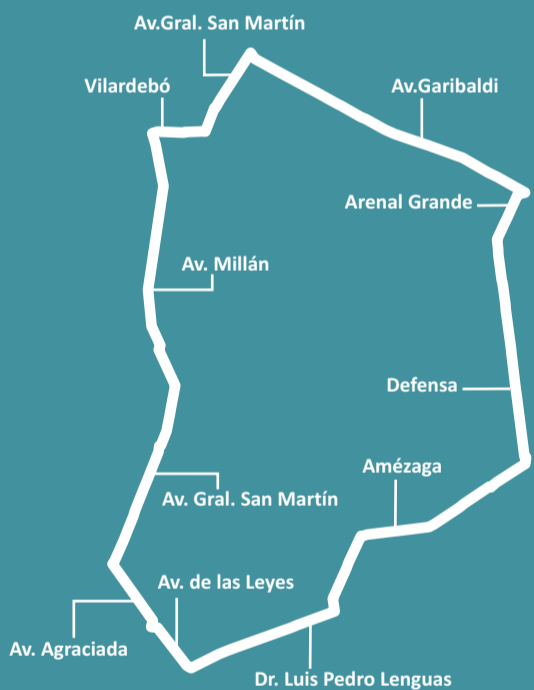 Av.Gral. San Martín
Vilardebó
Av.Garibaldi
Arenal Grande
Av. Millán
Defensa
Amézaga
Av. Gral. San Martín
Av. de las Leyes
Av. Agraciada
Dr. Luis Pedro Lenguas